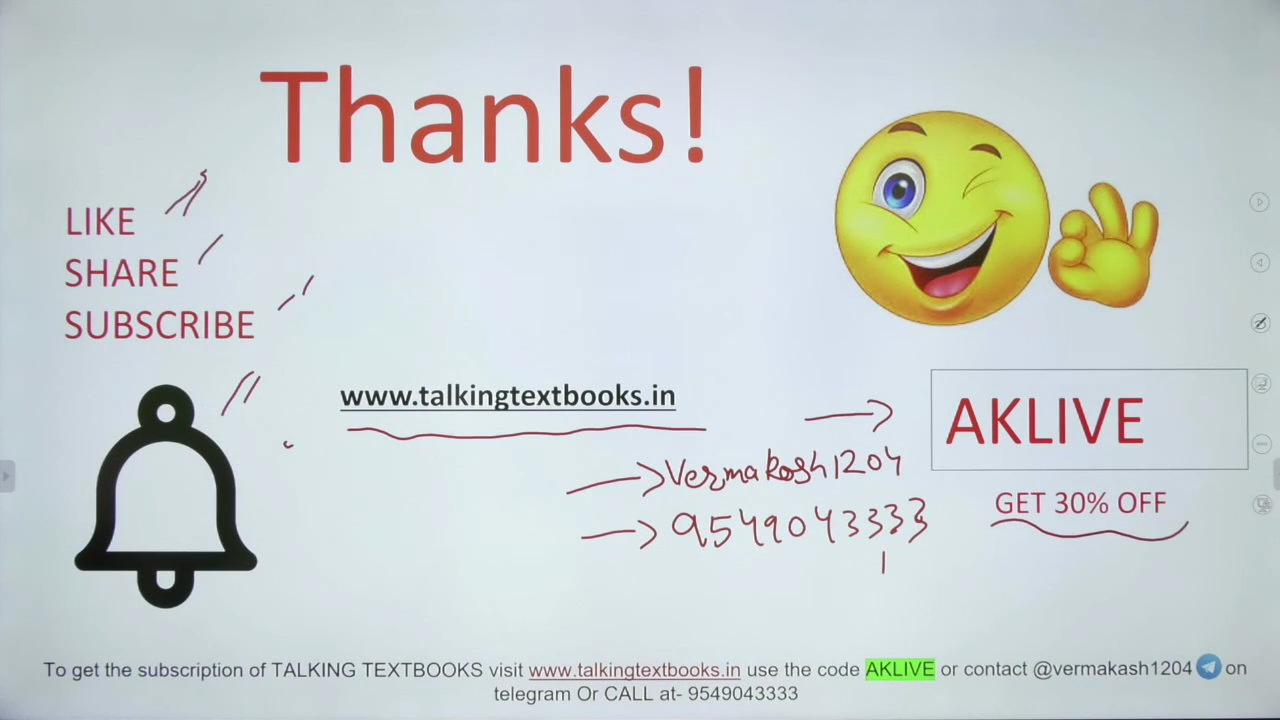 Thanks!
LIKE
SHARE
SUBSCRIBE
www.talkingtextbooks.in
AKLIVE
Vermakash1204
9549043333
GET 30% OFF
To get the subscription of TALKING TEXTBOOKS visit www.talkingtextbooks.in use the code AKLIVE or contact @vermakash1204 on
telegram Or CALL at- 9549043333